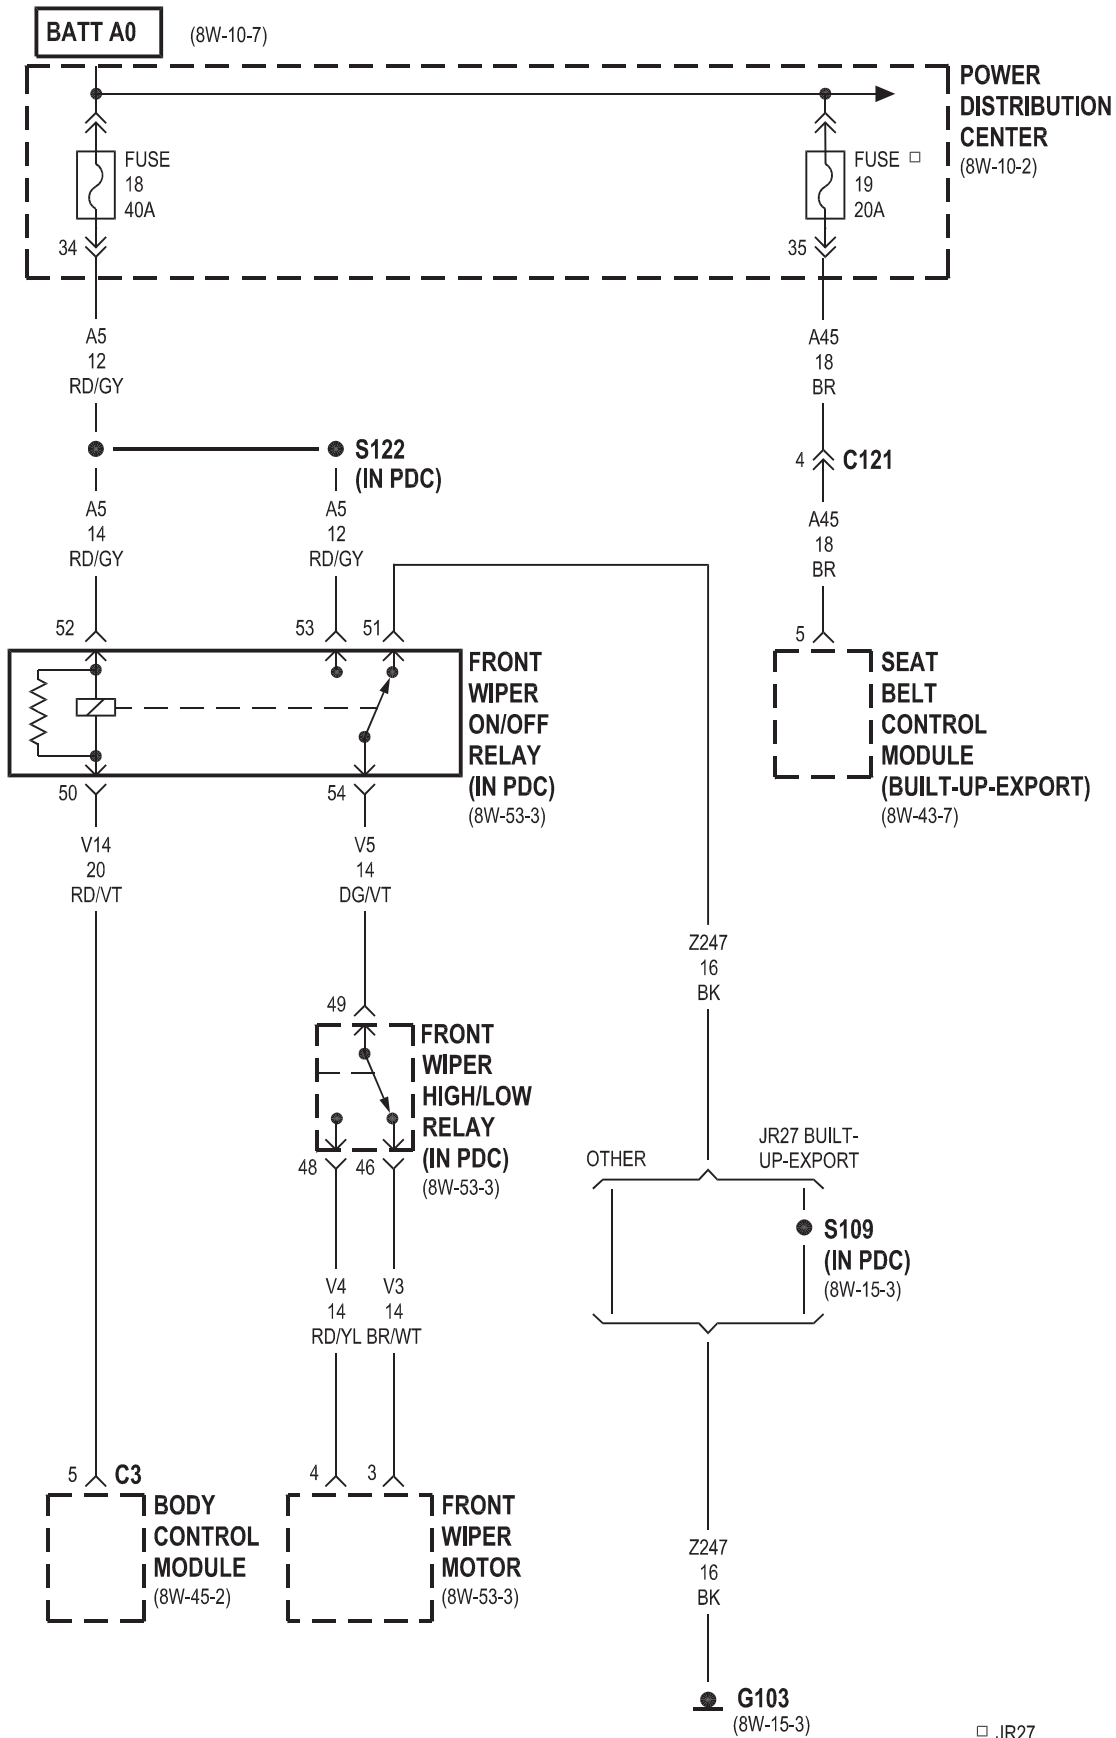 BATT A0
(8W-10-7)
POWER
DISTRIBUTION
CENTER
(8W-10-2)
FUSE
18
40A
FUSE
19
20A
34
35
A5
12
RD/GY
A45
18
BR
S122
(IN PDC)
4
C121
A5
14
RD/GY
A5
12
RD/GY
A45
18
BR
52
53
51
5
FRONT
WIPER
ON/OFF
RELAY
(IN PDC)
(8W-53-3)
SEAT
BELT
CONTROL
MODULE
(BUILT-UP-EXPORT)
(8W-43-7)
50
54
V14
20
RD/VT
V5
14
DG/VT
Z247
16
BK
49
FRONT
WIPER
HIGH/LOW
RELAY
(IN PDC)
(8W-53-3)
48
46
OTHER
JR27 BUILT-
UP-EXPORT
S109
(IN PDC)
(8W-15-3)
V4
14
RD/YL
V3
14
BR/WT
5
C3
4
3
BODY
CONTROL
MODULE
(8W-45-2)
FRONT
WIPER
MOTOR
(8W-53-3)
Z247
16
BK
G103
(8W-15-3)
JR27